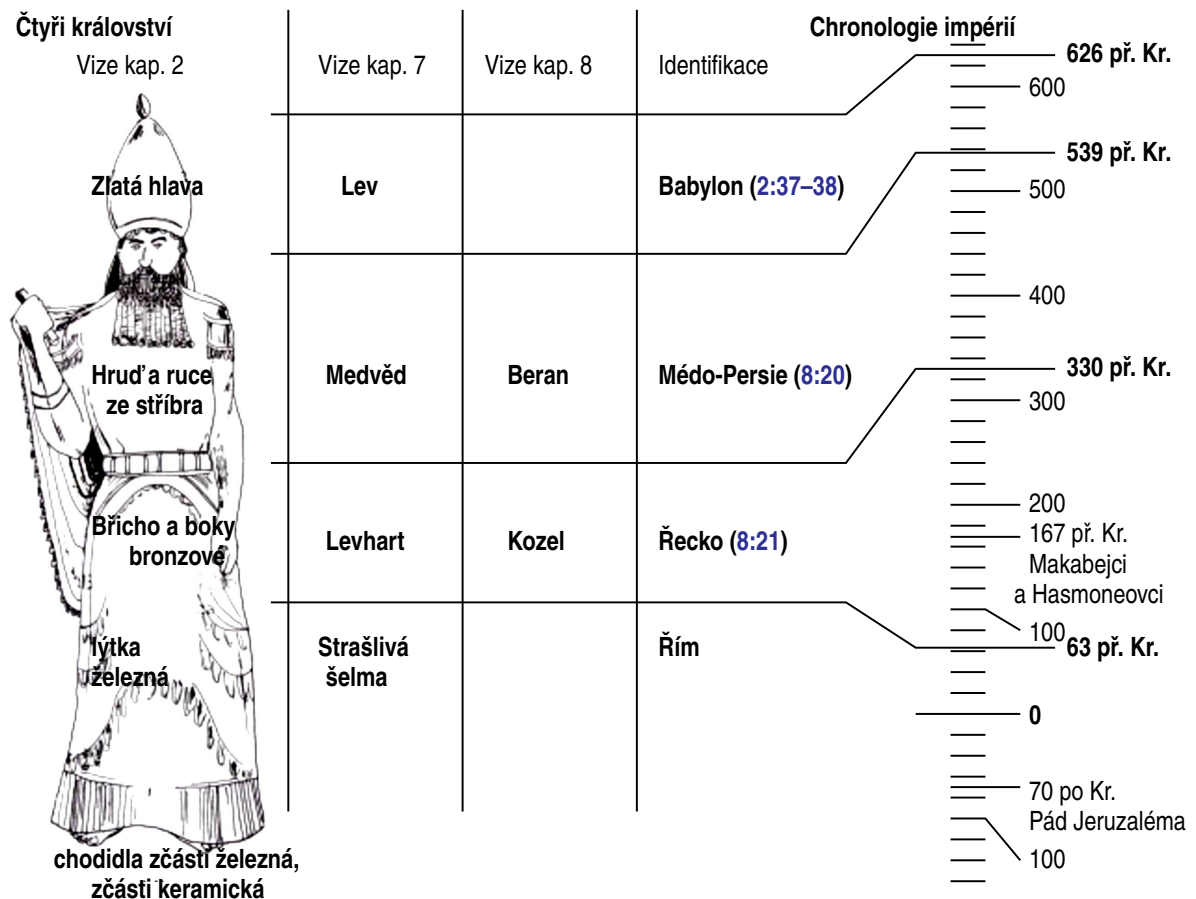 Čtyři království
Chronologie impérií
Vize kap. 2
Vize kap. 7
Vize kap. 8
Identifikace
626 př. Kr.
600
539 př. Kr.
Zlatá hlava
Lev
Babylon (2:37–38)
500
400
Hruď a ruce
ze stříbra
Medvěd
Beran
Médo-Persie (8:20)
330 př. Kr.
300
200
Břicho a boky
bronzové
Levhart
Kozel
Řecko (8:21)
167 př. Kr.
Makabejci
a Hasmoneovci
100
63 př. Kr.
lýtka
železná
Strašlivá
šelma
Řím
0
70 po Kr.
Pád Jeruzaléma
100
chodidla zčásti železná,
zčásti keramická